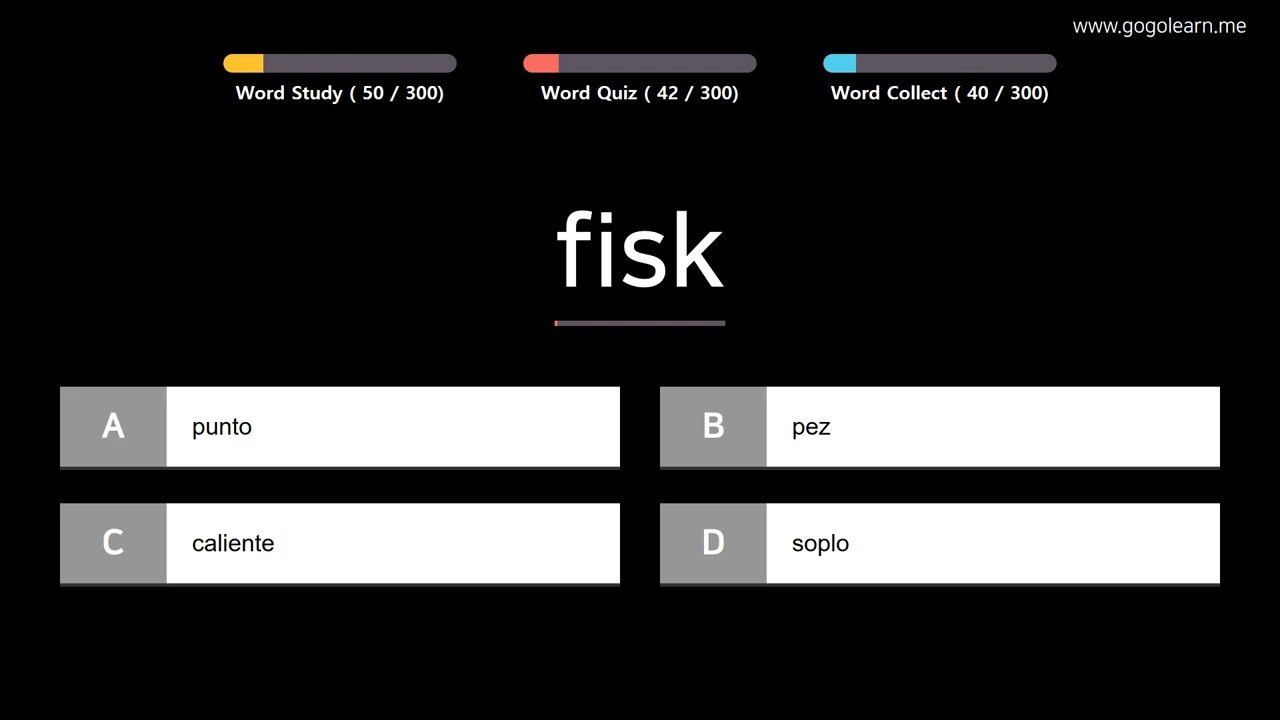 www.gogolearn.me
Word Study ( 50 / 300)
Word Quiz ( 42 / 300)
Word Collect ( 40 / 300)
fisk
A punto
B pez
C caliente
D soplo